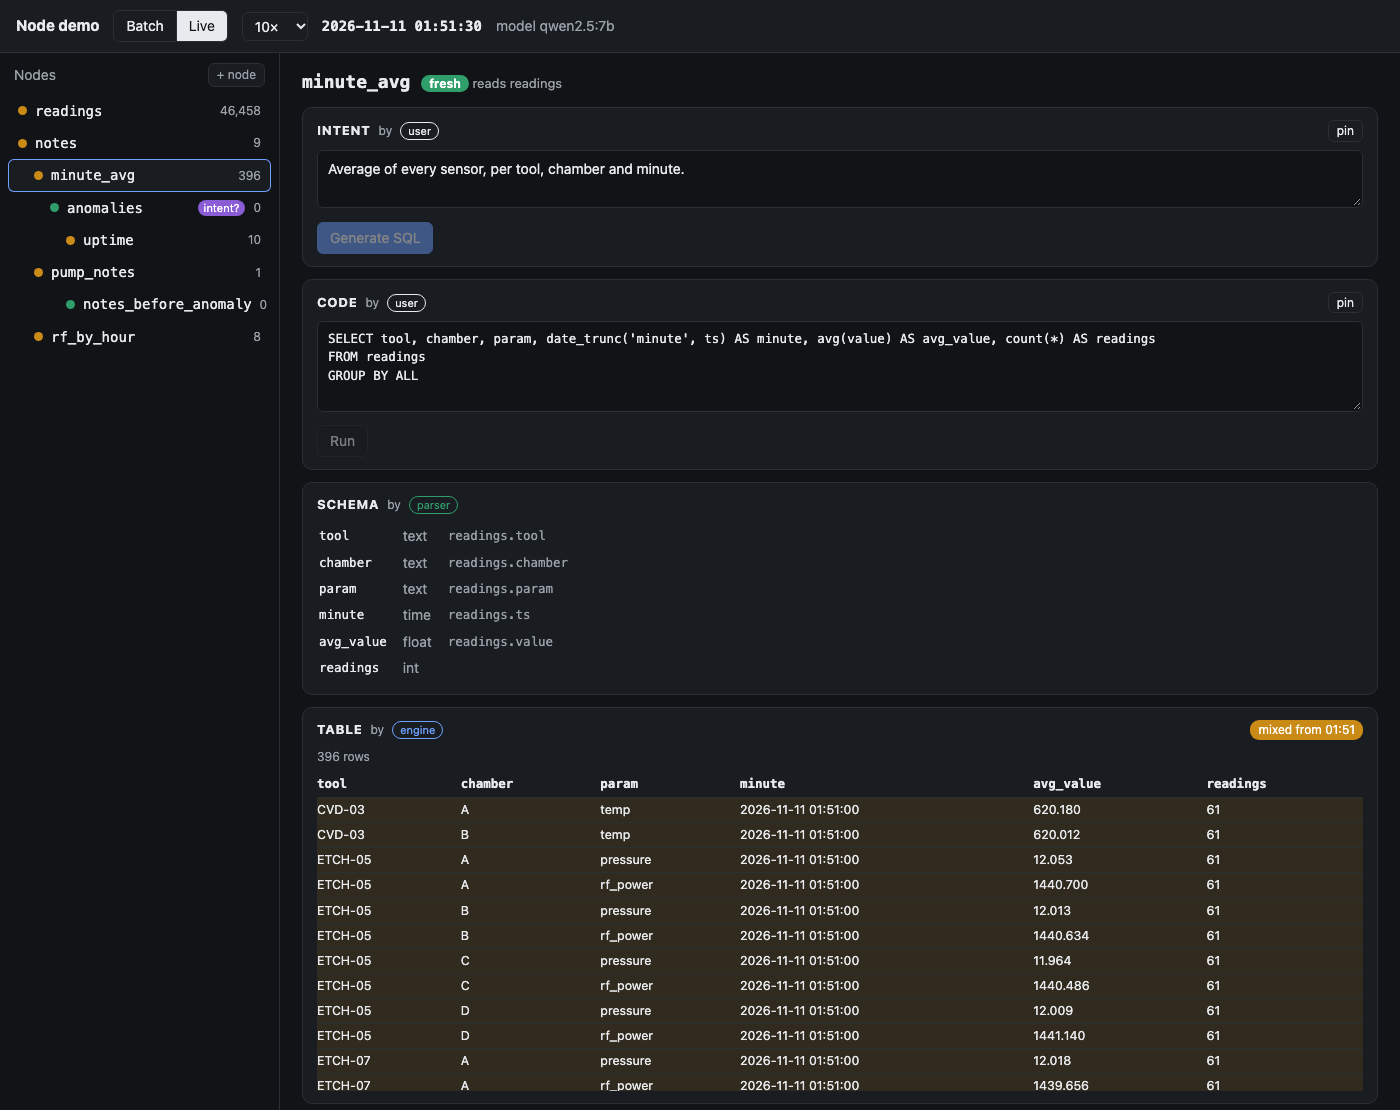 Node demo Batch Live 10× 2026-11-11 01:51:30 model qwen2.5:7b
Nodes + node
readings 46,458
notes 9
minute_avg 396
anomalies intent? 0
uptime 10
pump_notes 1
notes_before_anomaly 0
rf_by_hour 8
minute_avg fresh reads readings
INTENT by user pin
Average of every sensor, per tool, chamber and minute.
Generate SQL
CODE by user pin
SELECT tool, chamber, param, date_trunc('minute', ts) AS minute, avg(value) AS avg_value, count(*) AS readings
FROM readings
GROUP BY ALL
Run
SCHEMA by parser
tool text readings.tool
chamber text readings.chamber
param text readings.param
minute time readings.ts
avg_value float readings.value
readings int
TABLE by engine mixed from 01:51
396 rows
tool chamber param minute avg_value readings
CVD-03 A temp 2026-11-11 01:51:00 620.180 61
CVD-03 B temp 2026-11-11 01:51:00 620.012 61
ETCH-05 A pressure 2026-11-11 01:51:00 12.053 61
ETCH-05 A rf_power 2026-11-11 01:51:00 1440.700 61
ETCH-05 B pressure 2026-11-11 01:51:00 12.013 61
ETCH-05 B rf_power 2026-11-11 01:51:00 1440.634 61
ETCH-05 C pressure 2026-11-11 01:51:00 11.964 61
ETCH-05 C rf_power 2026-11-11 01:51:00 1440.486 61
ETCH-05 D pressure 2026-11-11 01:51:00 12.009 61
ETCH-05 D rf_power 2026-11-11 01:51:00 1441.140 61
ETCH-07 A pressure 2026-11-11 01:51:00 12.018 61
ETCH-07 A rf_power 2026-11-11 01:51:00 1439.656 61